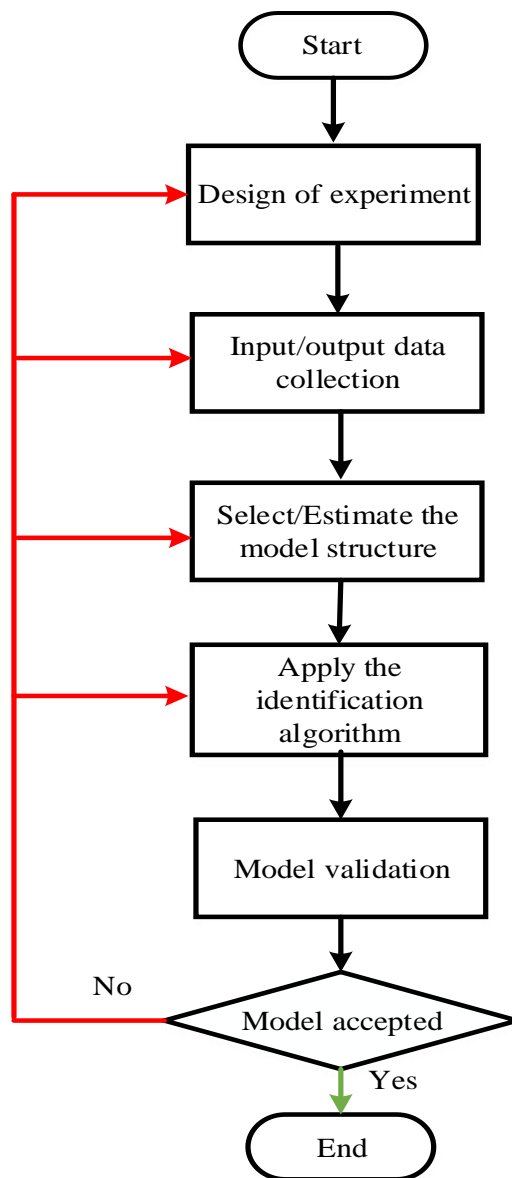 Start
Design of experiment
Input/output data
collection
Select/Estimate the
model structure
Apply the
identification
algorithm
Model validation
No
Model accepted
Yes
End